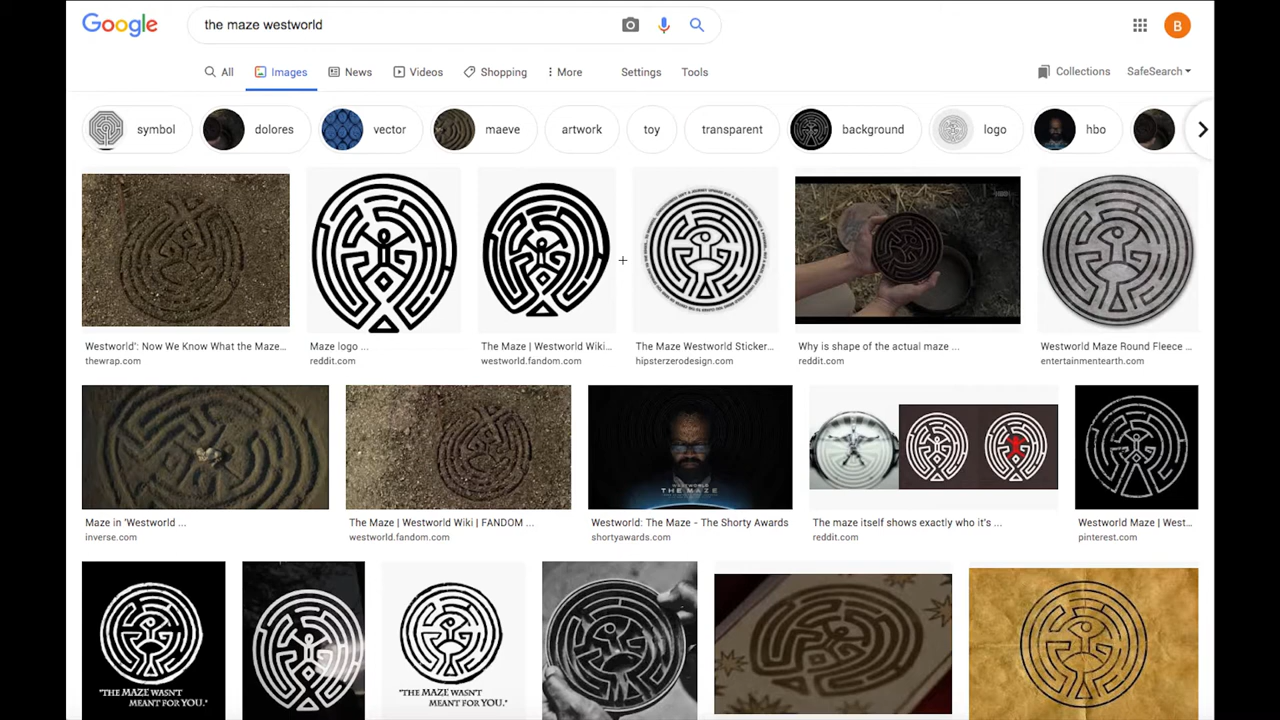 Google
the maze westworld
B
All
Images
News
Videos
Shopping
More
Settings
Tools
Collections
SafeSearch
symbol
dolores
vector
maeve
artwork
toy
transparent
background
logo
hbo
Westworld': Now We Know What the Maze...
thewrap.com
Maze logo ...
reddit.com
The Maze | Westworld Wiki...
westworld.fandom.com
The Maze Westworld Sticker...
hipsterzerodesign.com
Why is shape of the actual maze ...
reddit.com
Westworld Maze Round Fleece ...
entertainmentearth.com
WESTWORLD
THE MAZE
Maze in 'Westworld ...
inverse.com
The Maze | Westworld Wiki | FANDOM ...
westworld.fandom.com
Westworld: The Maze - The Shorty Awards
shortyawards.com
The maze itself shows exactly who it's ...
reddit.com
Westworld Maze | West...
pinterest.com
"THE MAZE WASN'T
MEANT FOR YOU."
"THE MAZE WASN'T
MEANT FOR YOU."